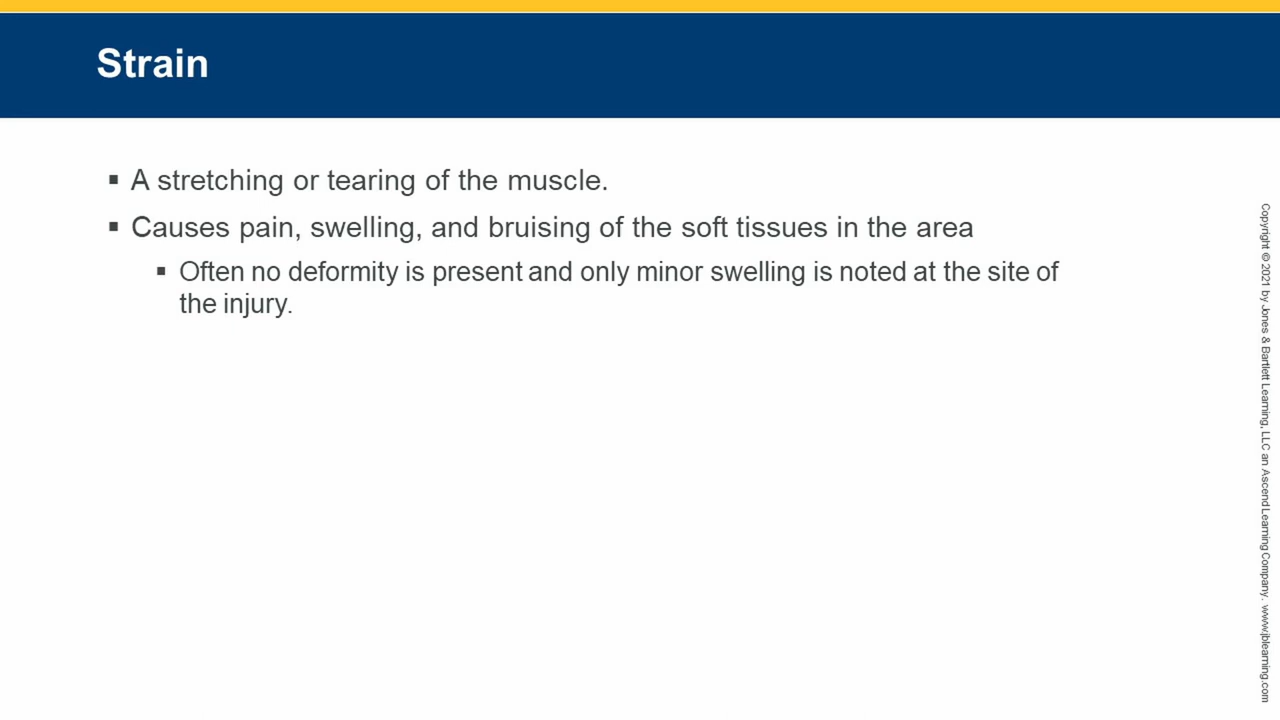 Strain
▪ A stretching or tearing of the muscle.
▪ Causes pain, swelling, and bruising of the soft tissues in the area
▪ Often no deformity is present and only minor swelling is noted at the site of
the injury.
Copyright © 2021 by Jones & Bartlett Learning, LLC an Ascend Learning Company. www.jblearning.com